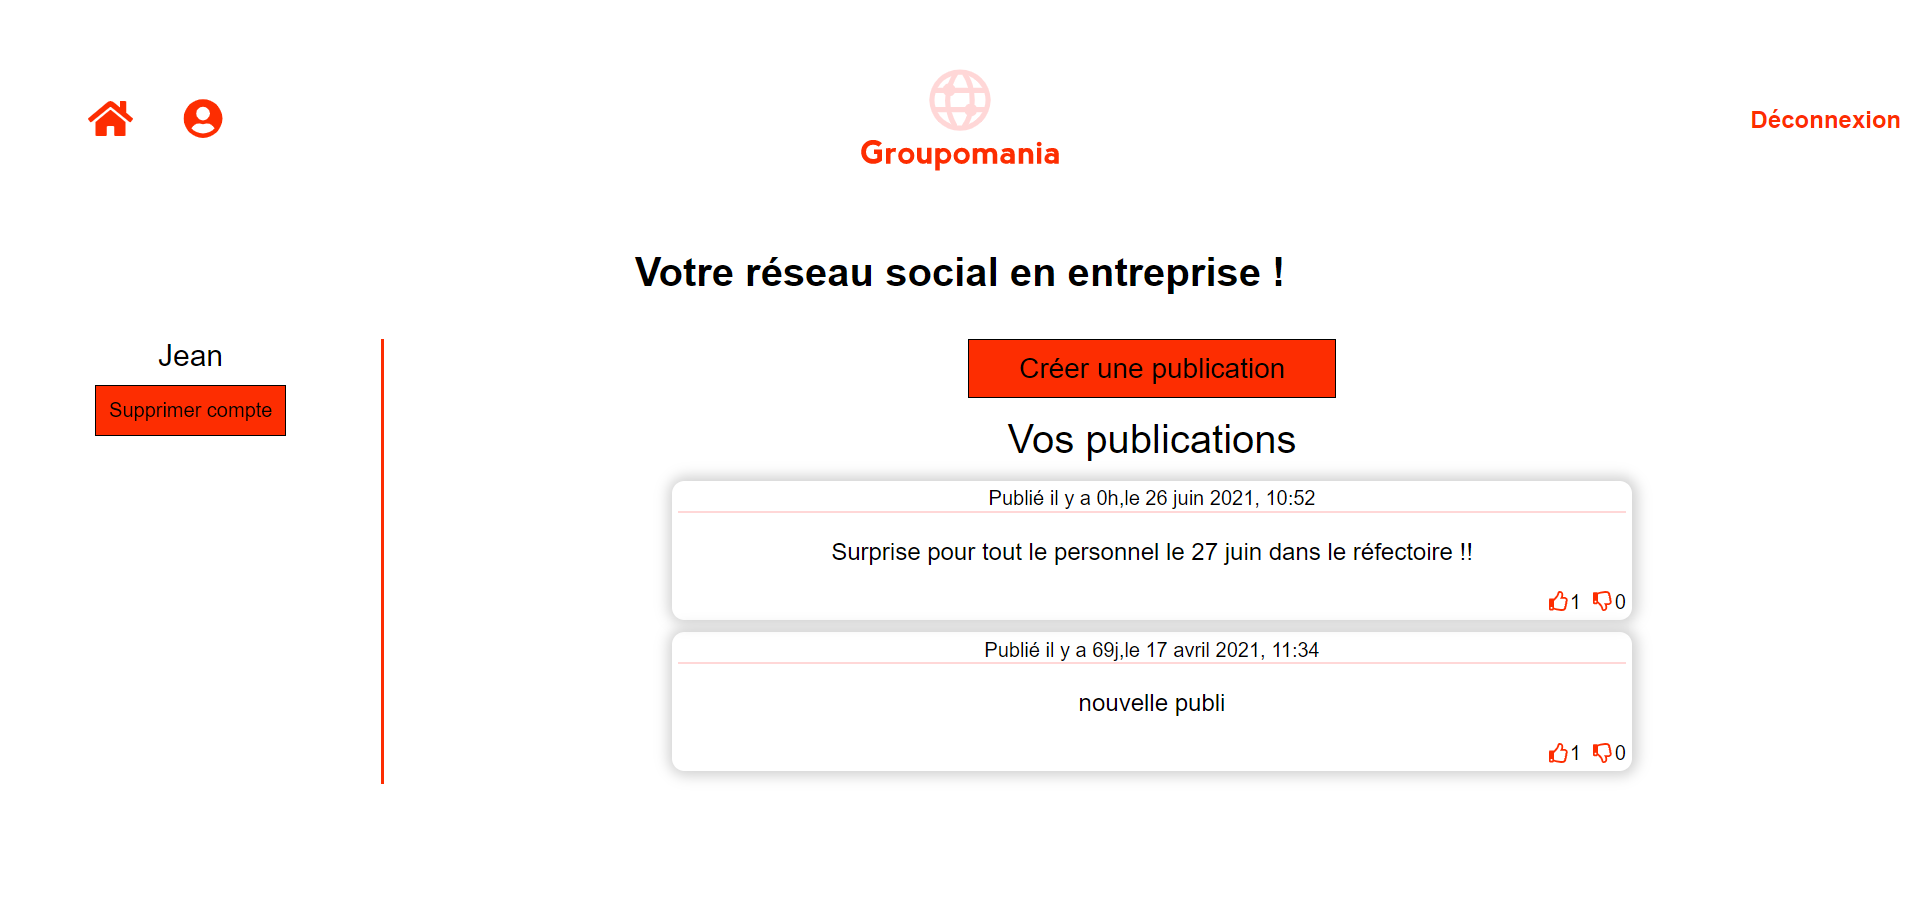 Groupomania
Déconnexion
Votre réseau social en entreprise !
Jean
Supprimer compte
Créer une publication
Vos publications
Publié il y a 0h,le 26 juin 2021, 10:52
Surprise pour tout le personnel le 27 juin dans le réfectoire !!
1 0
Publié il y a 69j,le 17 avril 2021, 11:34
nouvelle publi
1 0